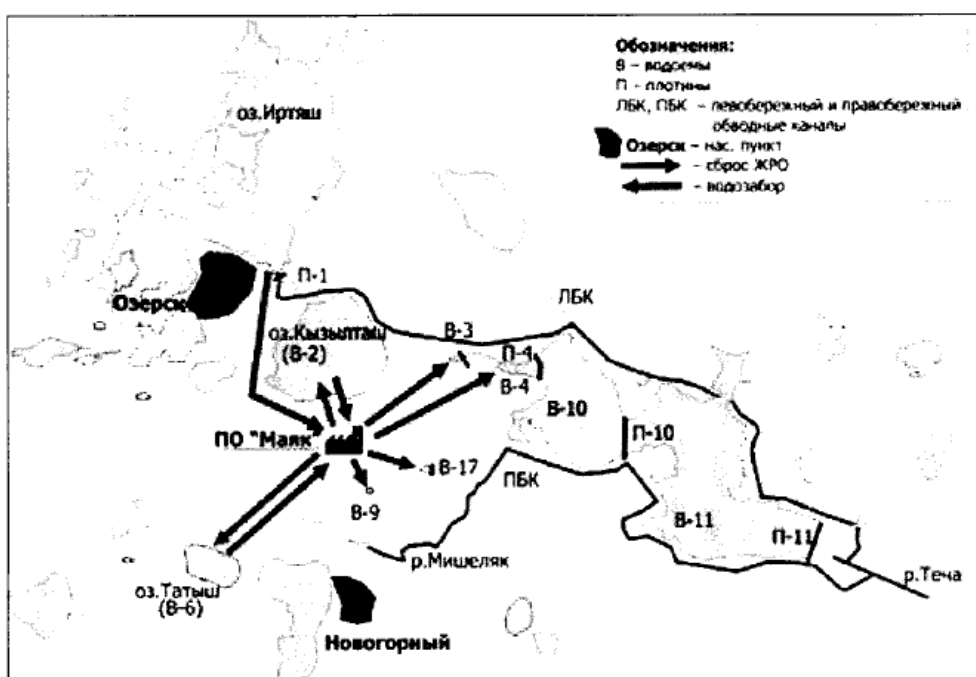 Обозначения:
В – водоемы
П – плотины
ЛБК, ПБК – левобережный и правобережный
обводные каналы
Озерск – нас. пункт
– сброс ЖРО
– водозабор
оз.Иртяш
П-1
Озерск
ЛБК
оз.Кызылташ
(В-2)
В-3
П-4
В-4
В-10
ПО "Маяк"
П-10
В-17
ПБК
В-9
В-11
П-11
р.Мишеляк
р.Теча
оз.Татыш
(В-6)
Новогорный